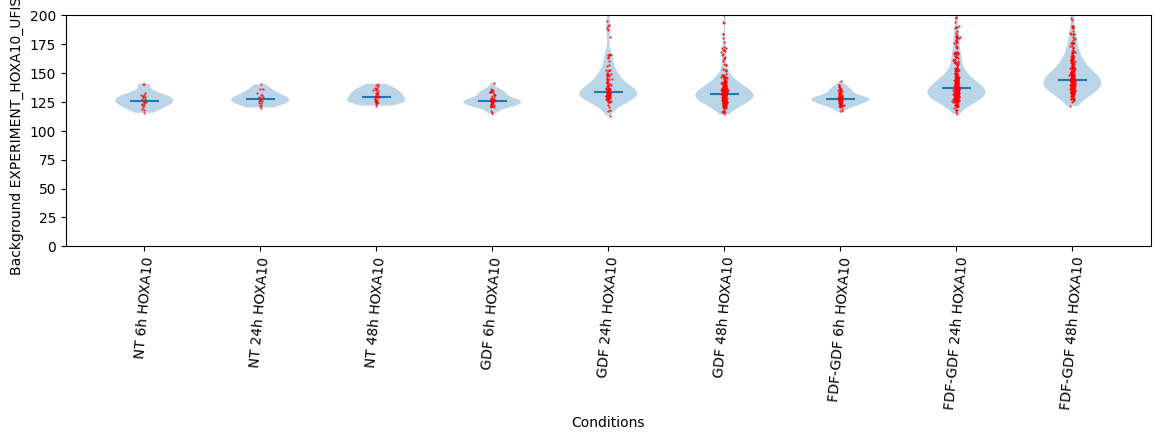 Background EXPERIMENT_HOXA10_UFIS
200
175
150
125
100
75
50
25
0
NT 6h HOXA10
NT 24h HOXA10
NT 48h HOXA10
GDF 6h HOXA10
GDF 24h HOXA10
GDF 48h HOXA10
FDF-GDF 6h HOXA10
FDF-GDF 24h HOXA10
FDF-GDF 48h HOXA10
Conditions